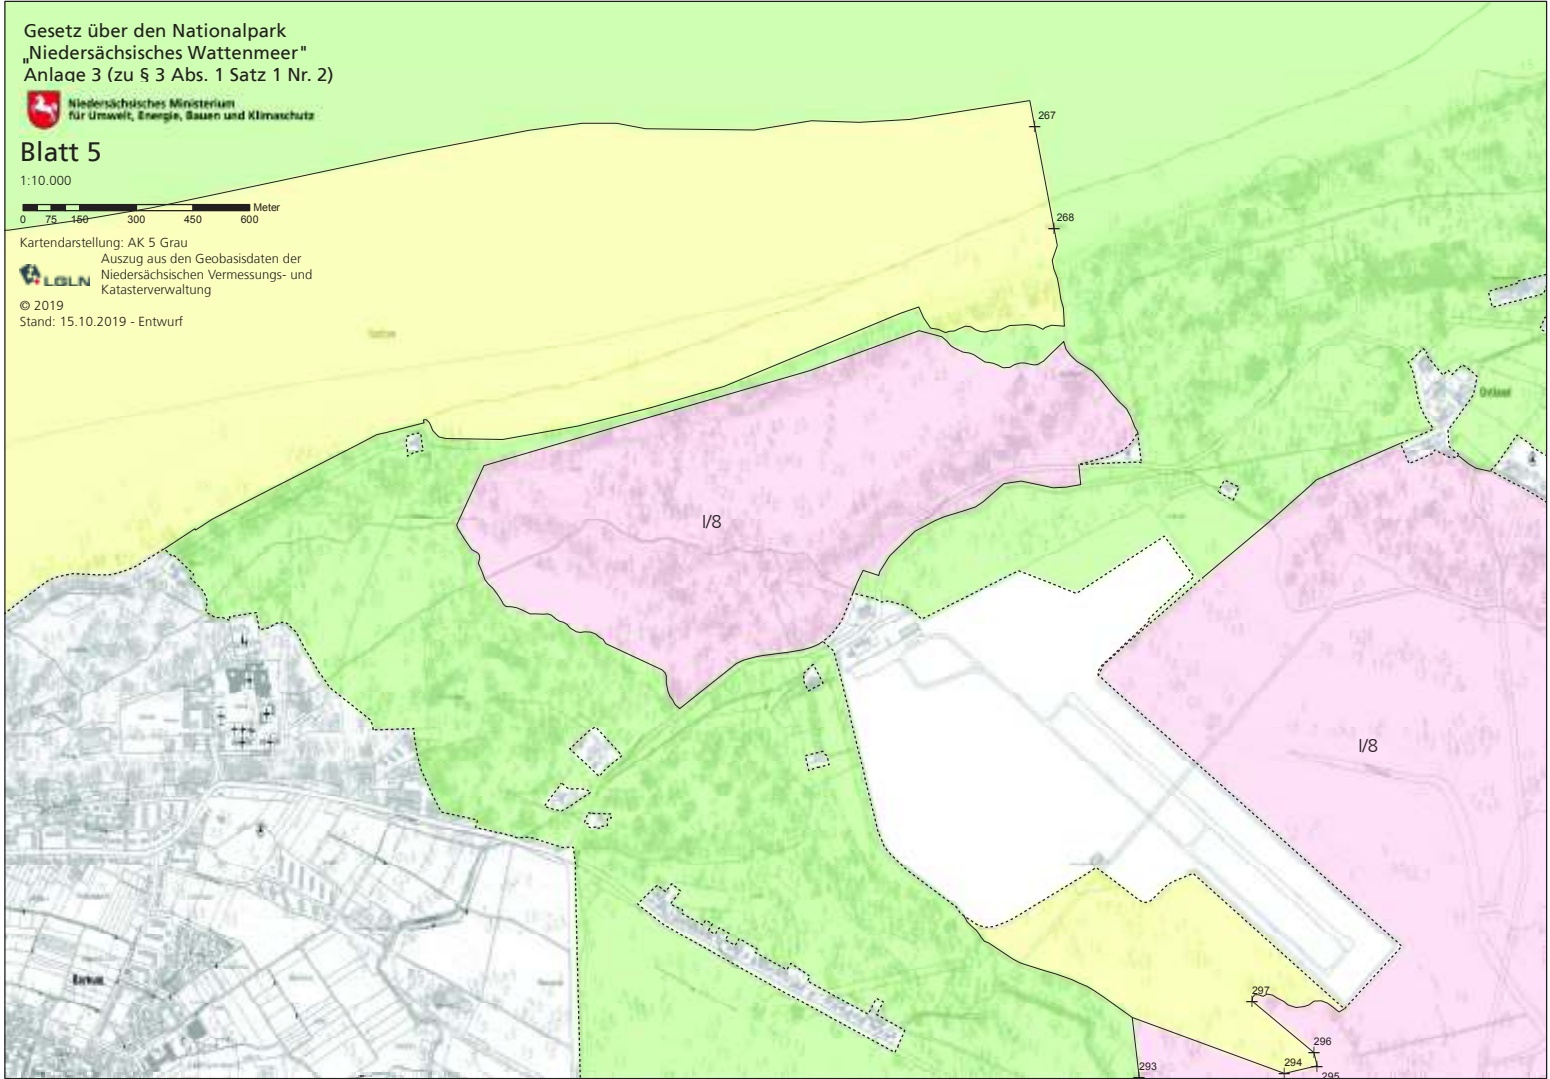 Gesetz über den Nationalpark
„Niedersächsisches Wattenmeer"
Anlage 3 (zu § 3 Abs. 1 Satz 1 Nr. 2)
Niedersächsisches Ministerium
für Umwelt, Energie, Bauen und Klimaschutz
Blatt 5
1:10.000
Meter
0 75 150 300 450 600
Kartendarstellung: AK 5 Grau
Auszug aus den Geobasisdaten der
Niedersächsischen Vermessungs- und
Katasterverwaltung
LGLN
© 2019
Stand: 15.10.2019 - Entwurf
267
268
Ostland
I/8
I/8
Borkum
297
296
294
295
293